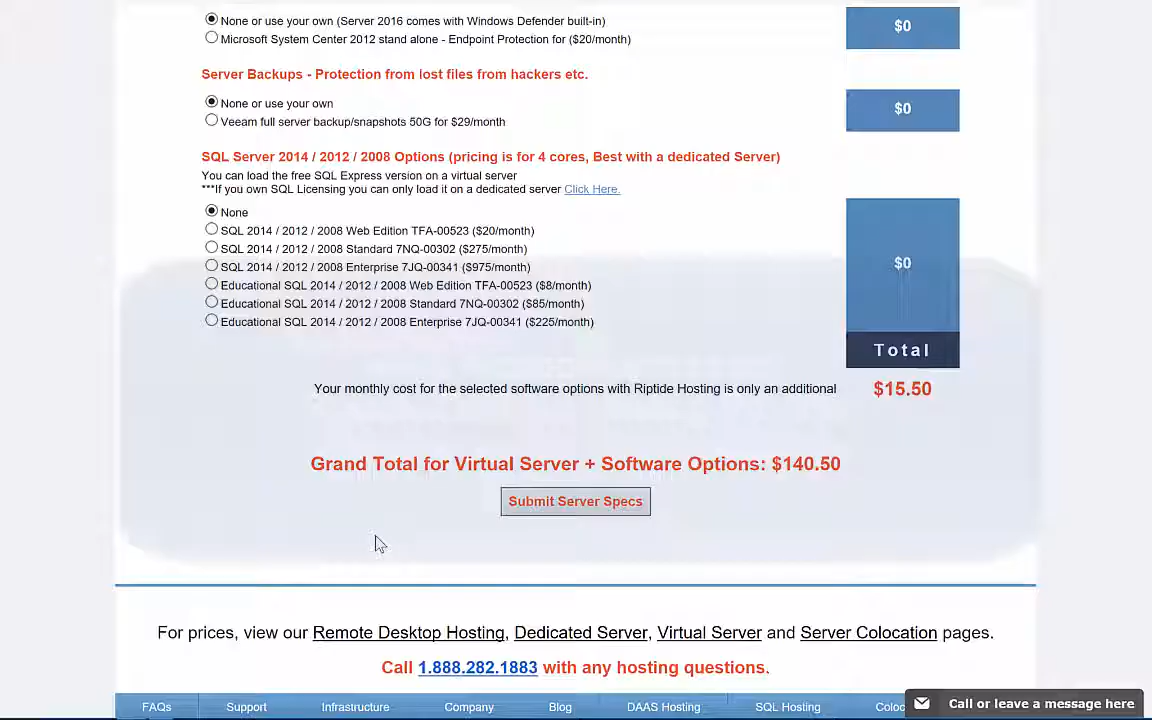 None or use your own (Server 2016 comes with Windows Defender built-in)
$0
Microsoft System Center 2012 stand alone - Endpoint Protection for ($20/month)
Server Backups - Protection from lost files from hackers etc.
None or use your own
$0
Veeam full server backup/snapshots 50G for $29/month
SQL Server 2014 / 2012 / 2008 Options (pricing is for 4 cores, Best with a dedicated Server)
You can load the free SQL Express version on a virtual server
***If you own SQL Licensing you can only load it on a dedicated server Click Here.
None
SQL 2014 / 2012 / 2008 Web Edition TFA-00523 ($20/month)
SQL 2014 / 2012 / 2008 Standard 7NQ-00302 ($275/month)
SQL 2014 / 2012 / 2008 Enterprise 7JQ-00341 ($975/month)
$0
Educational SQL 2014 / 2012 / 2008 Web Edition TFA-00523 ($8/month)
Educational SQL 2014 / 2012 / 2008 Standard 7NQ-00302 ($85/month)
Educational SQL 2014 / 2012 / 2008 Enterprise 7JQ-00341 ($225/month)
Total
Your monthly cost for the selected software options with Riptide Hosting is only an additional $15.50
Grand Total for Virtual Server + Software Options: $140.50
Submit Server Specs
For prices, view our Remote Desktop Hosting, Dedicated Server, Virtual Server and Server Colocation pages.
Call 1.888.282.1883 with any hosting questions.
FAQs Support Infrastructure Company Blog DAAS Hosting SQL Hosting Coloc
Call or leave a message here